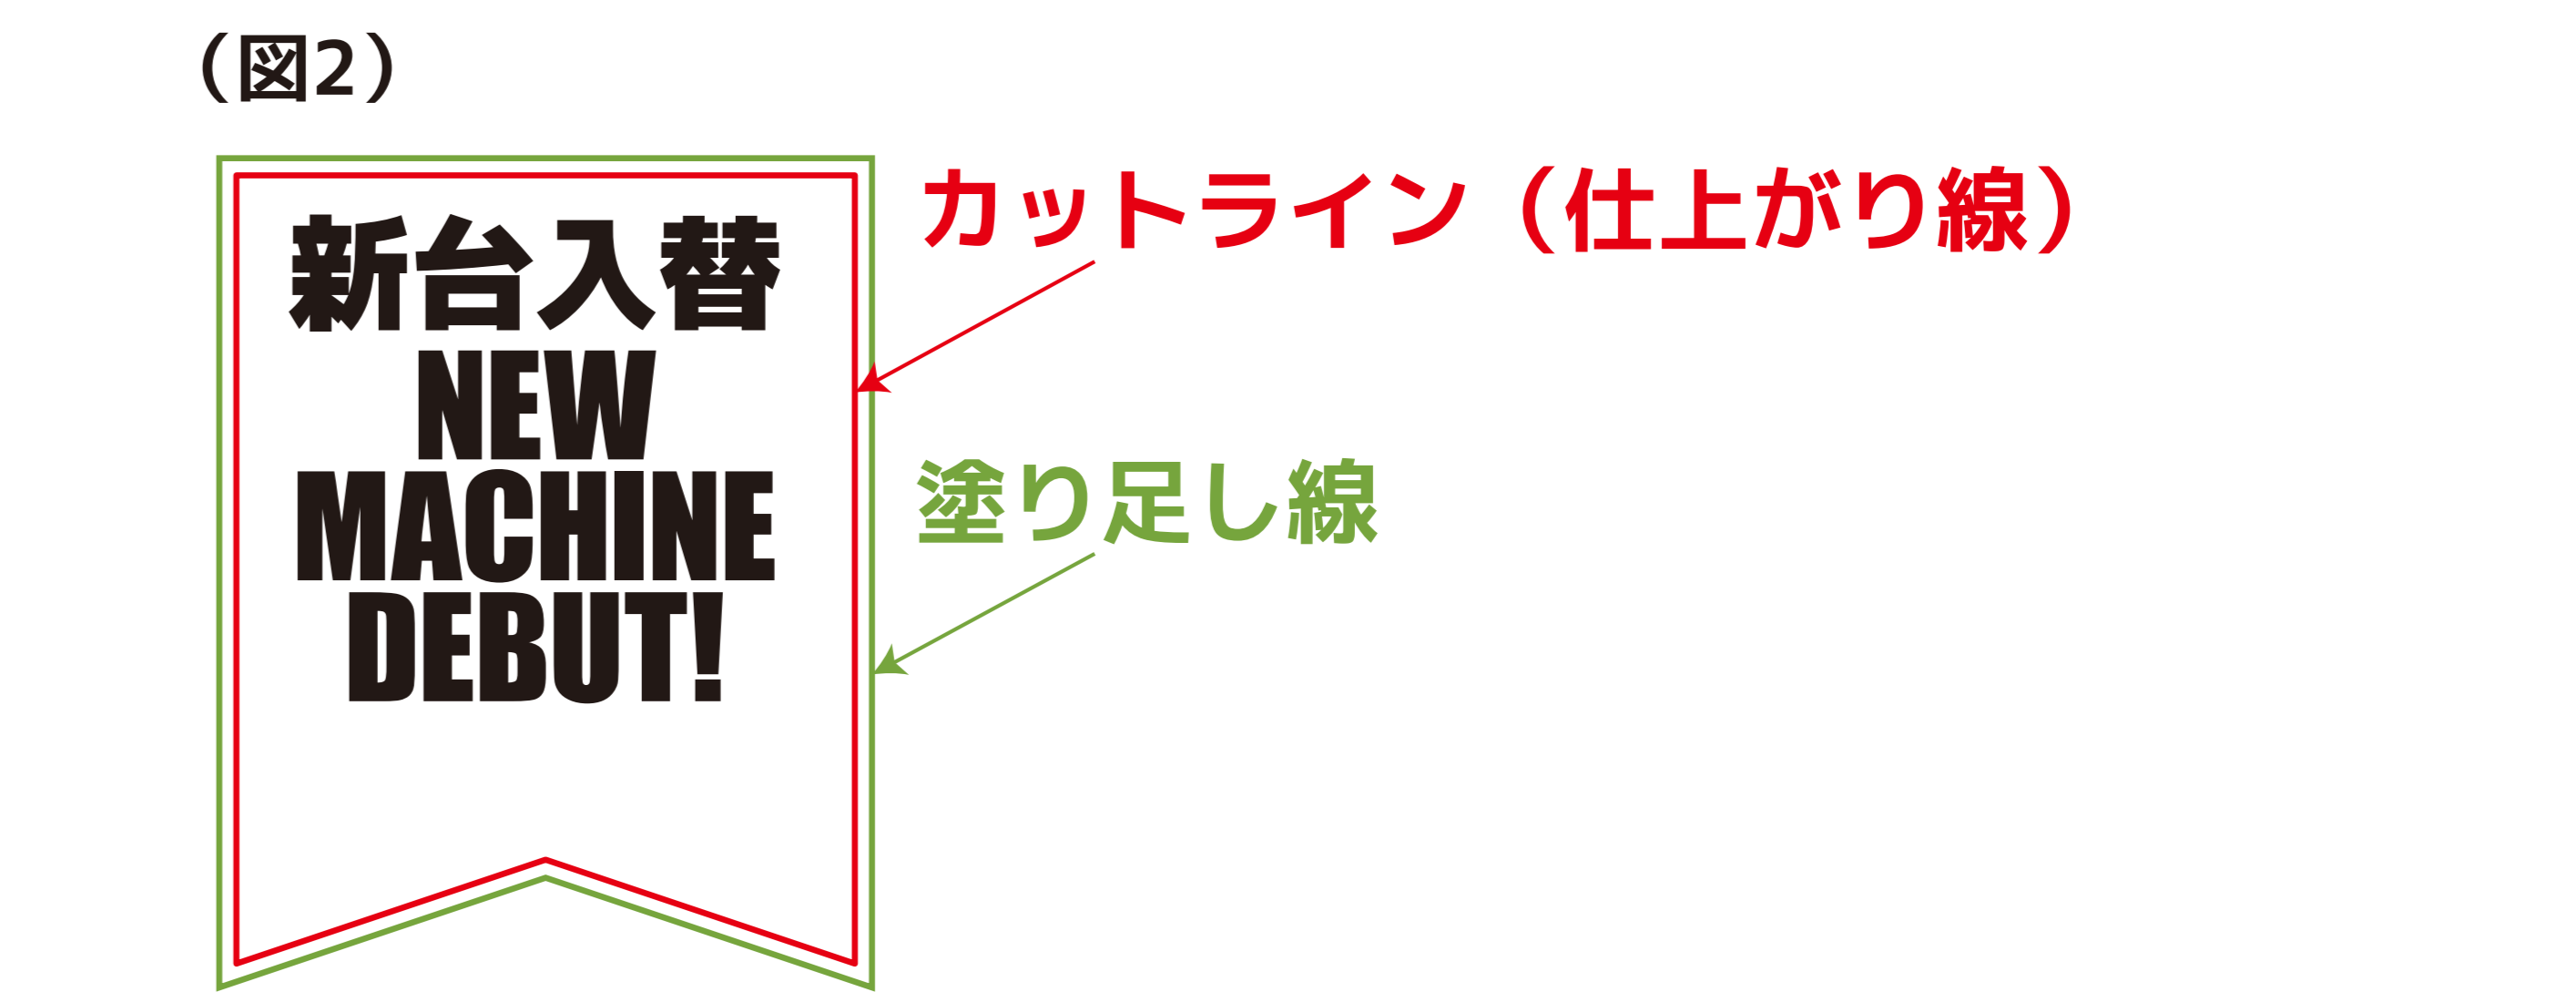 （図2）
カットライン（仕上がり線）
新台入替
NEW
MACHINE
DEBUT!
塗り足し線